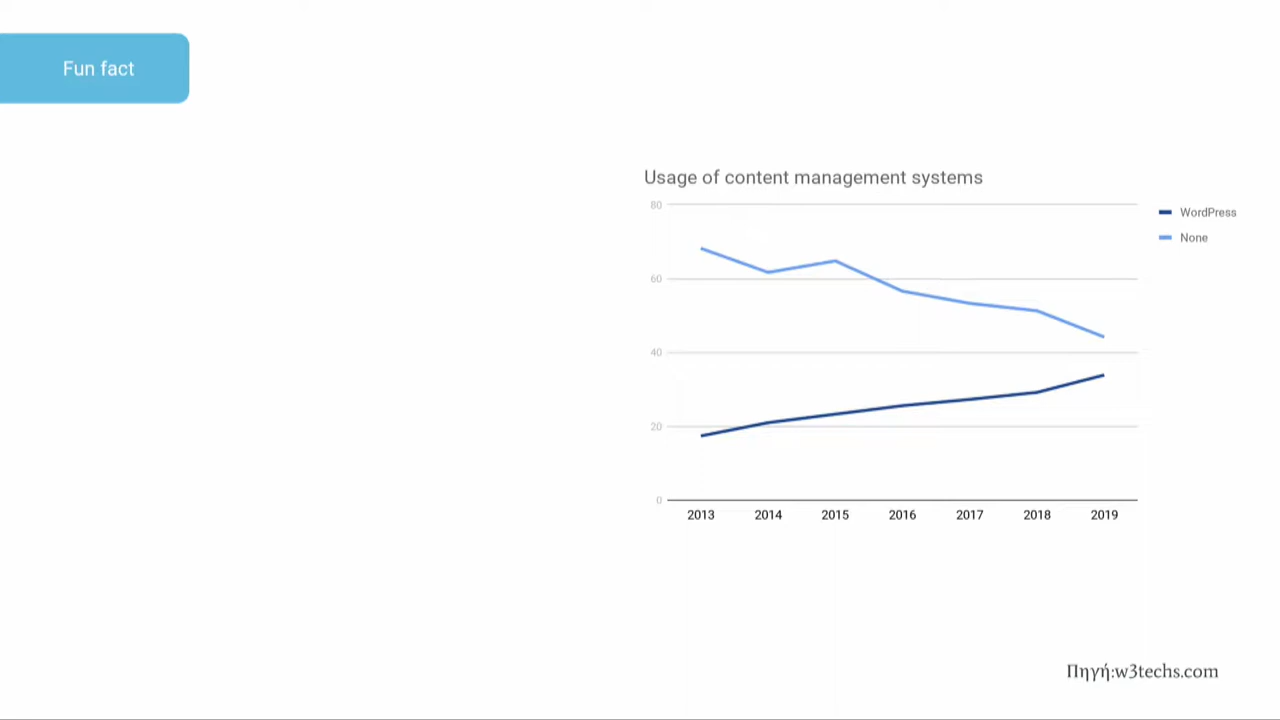 Fun fact
Usage of content management systems
80
60
40
20
0
2013 2014 2015 2016 2017 2018 2019
WordPress
None
Πηγή:w3techs.com